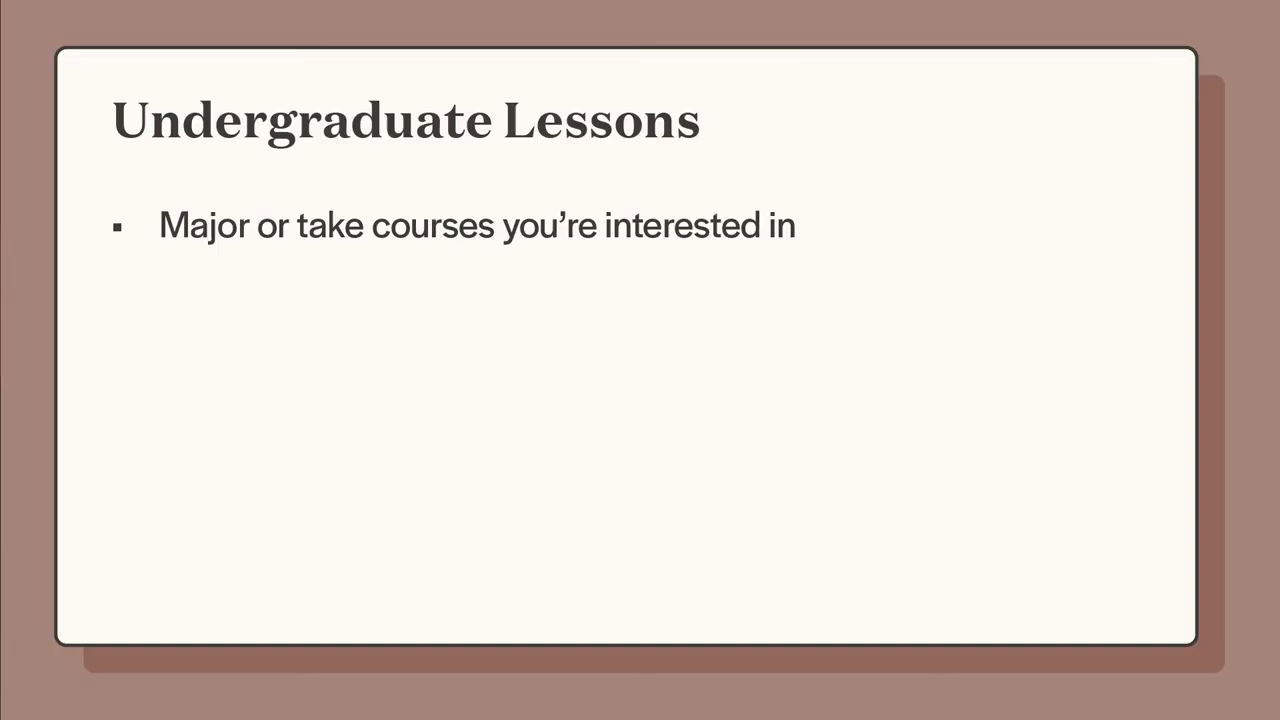 Undergraduate Lessons
▪ Major or take courses you’re interested in